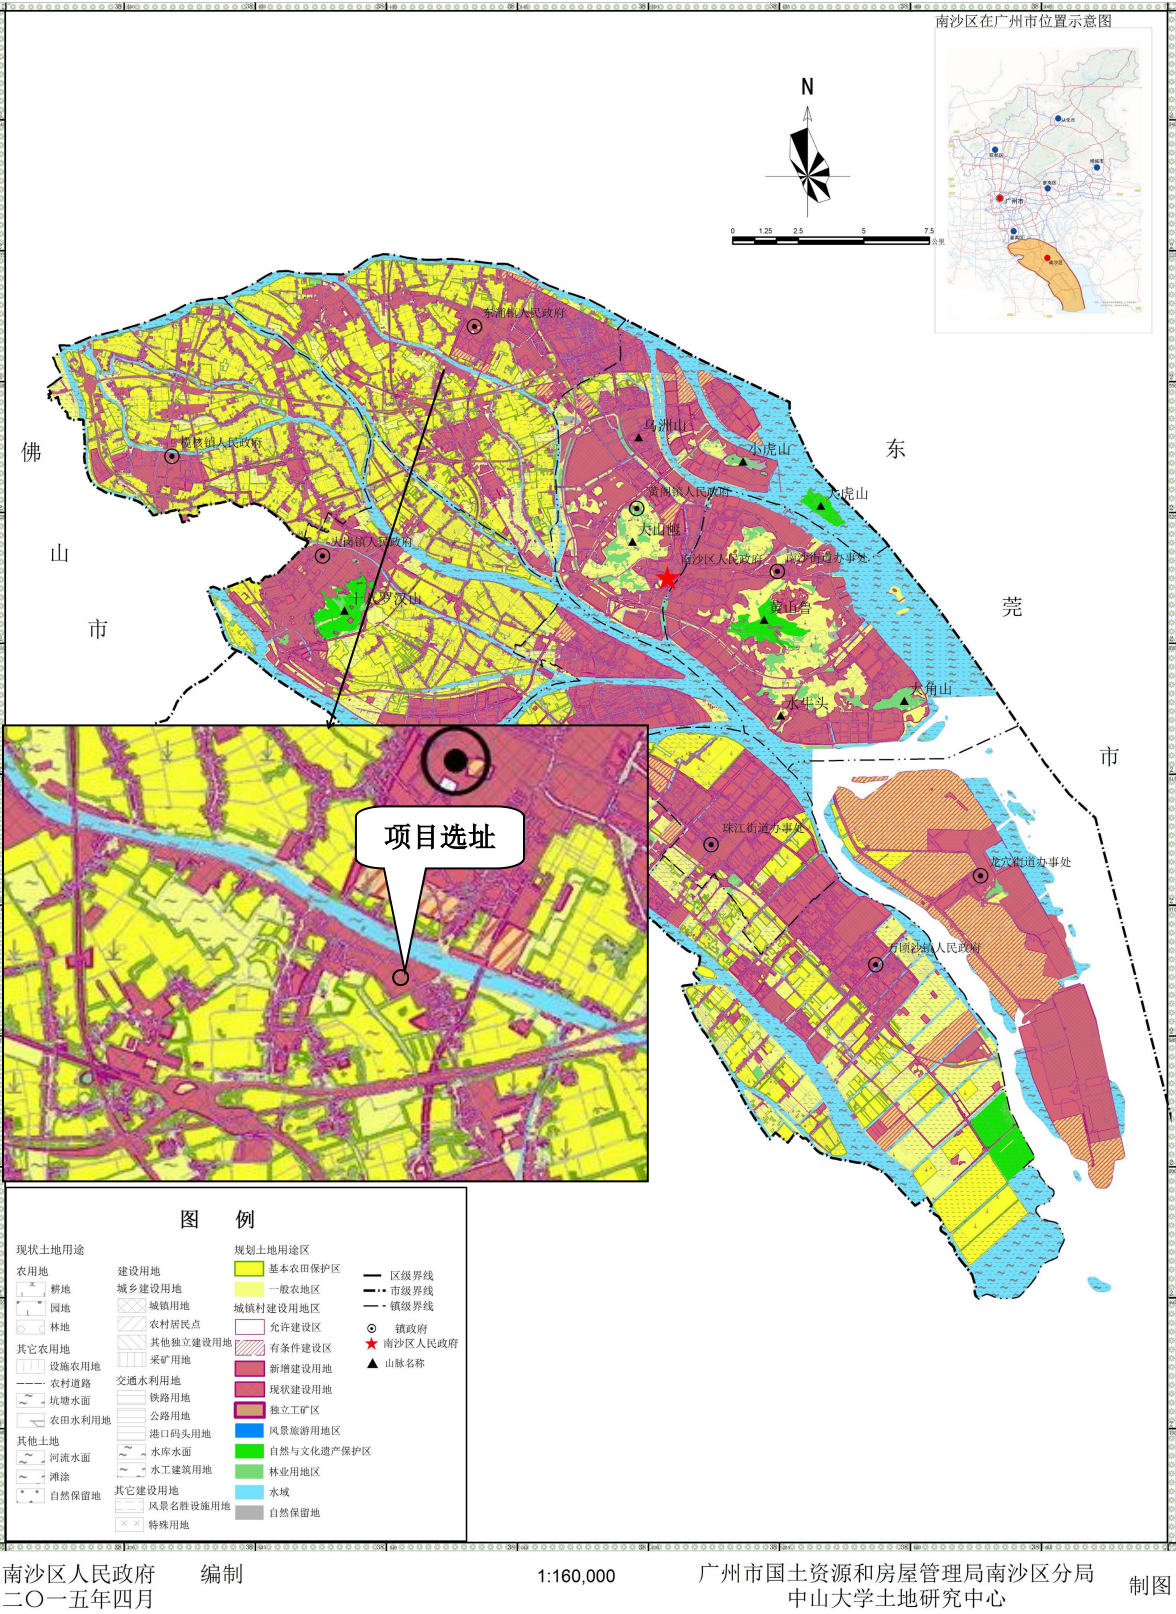 南沙区在广州市位置示意图
N
0 1.25 2.5 5 7.5
公里
从化市
增城市
萝岗区
广州市
南沙区
东涌镇人民政府
佛
山
市
榄核镇人民政府
大岗镇人民政府
十八罗汉山
乌洲山
小虎山
大虎山
黄阁镇人民政府
大山乸
南沙区人民政府
南沙街道办事处
黄山鲁
大角山
水牛头
东
莞
市
珠江街道办事处
龙穴街道办事处
万顷沙镇人民政府
项目选址
图 例
现状土地用途
农用地
耕地
园地
林地
其它农用地
设施农用地
农村道路
坑塘水面
农田水利用地
其他土地
河流水面
滩涂
自然保留地
建设用地
城乡建设用地
城镇用地
农村居民点
其他独立建设用地
采矿用地
交通水利用地
铁路用地
公路用地
港口码头用地
水库水面
水工建筑用地
其它建设用地
风景名胜设施用地
特殊用地
规划土地用途区
基本农田保护区
一般农地区
城镇村建设用地区
允许建设区
有条件建设区
新增建设用地
现状建设用地
独立工矿区
风景旅游用地区
自然与文化遗产保护区
林业用地区
水域
自然保留地
区级界线
市级界线
镇级界线
镇政府
南沙区人民政府
山脉名称
南沙区人民政府 编制
二〇一五年四月
1:160,000
广州市国土资源和房屋管理局南沙区分局
中山大学土地研究中心
制图